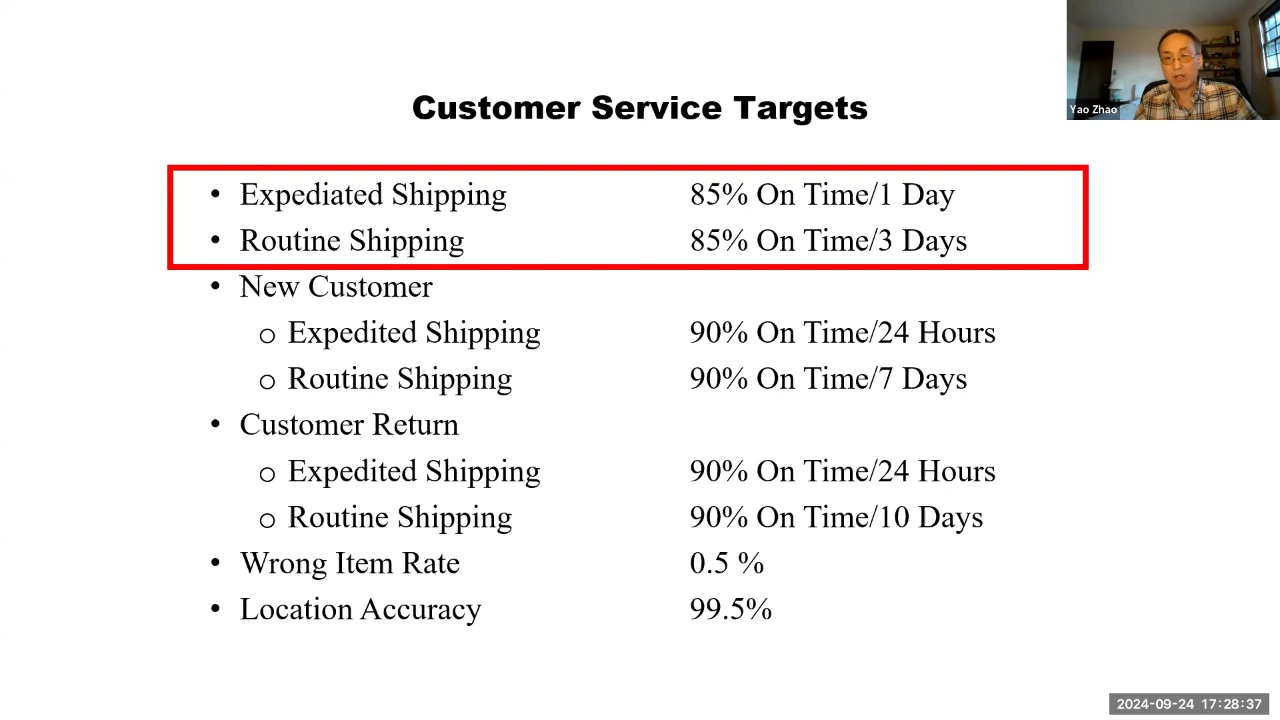 Yao Zhao
Customer Service Targets
• Expediated Shipping 85% On Time/1 Day
• Routine Shipping 85% On Time/3 Days
• New Customer
o Expedited Shipping 90% On Time/24 Hours
o Routine Shipping 90% On Time/7 Days
• Customer Return
o Expedited Shipping 90% On Time/24 Hours
o Routine Shipping 90% On Time/10 Days
• Wrong Item Rate 0.5 %
• Location Accuracy 99.5%
2024-09-24 17:28:37